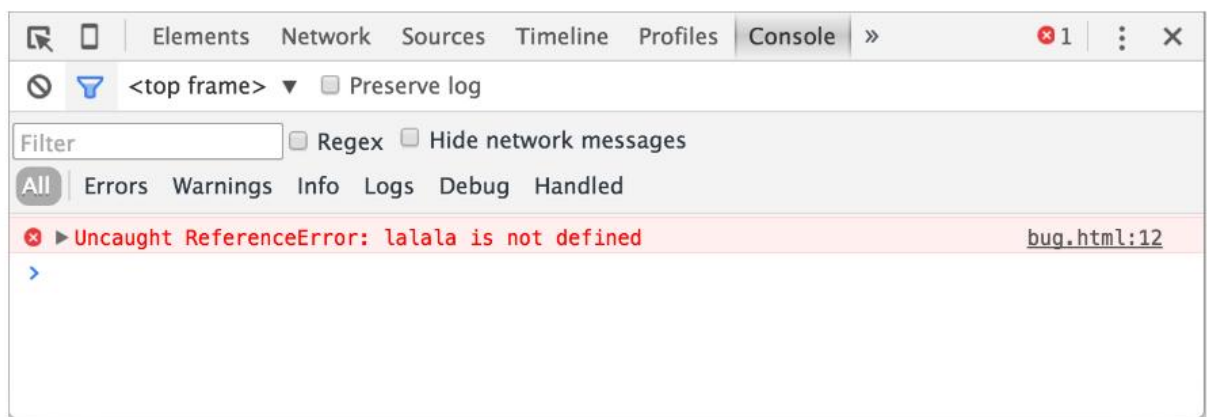 Elements Network Sources Timeline Profiles Console » 1
<top frame> ▼ Preserve log
Filter Regex Hide network messages
All Errors Warnings Info Logs Debug Handled
Uncaught ReferenceError: lalala is not defined bug.html:12
>